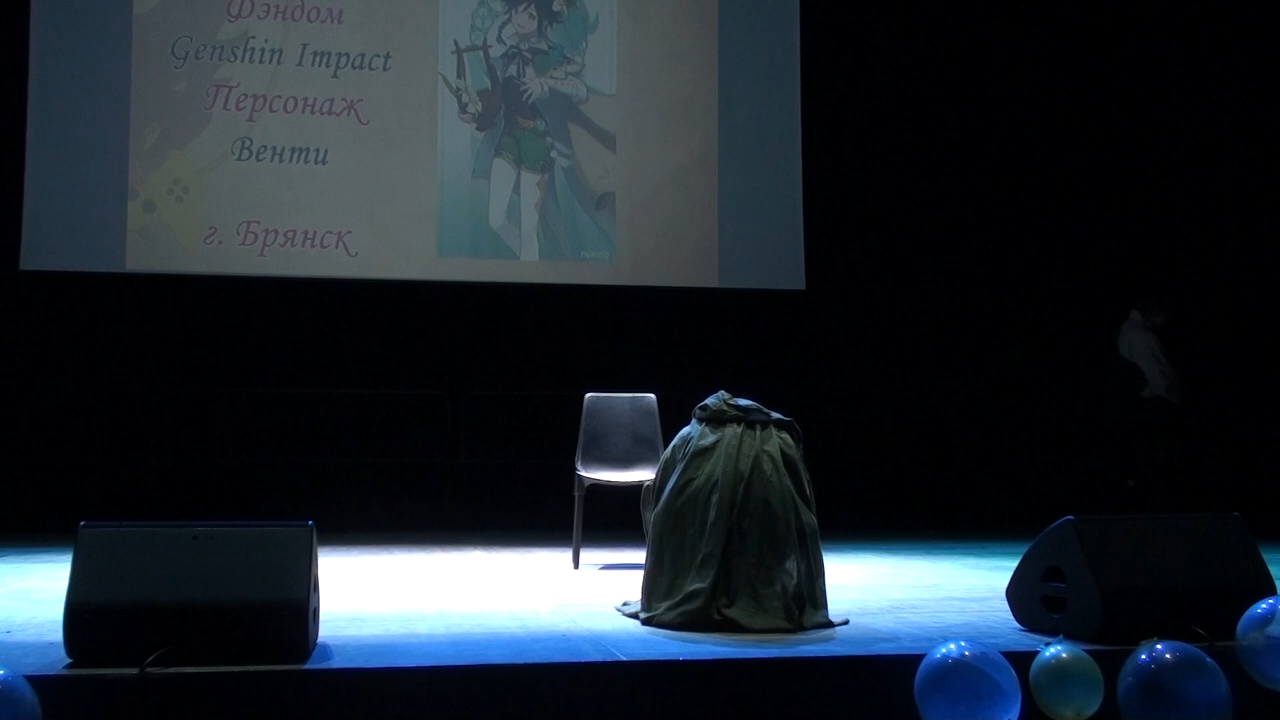 Фэндом
Genshin Impact
Персонаж
Венти
г. Брянск